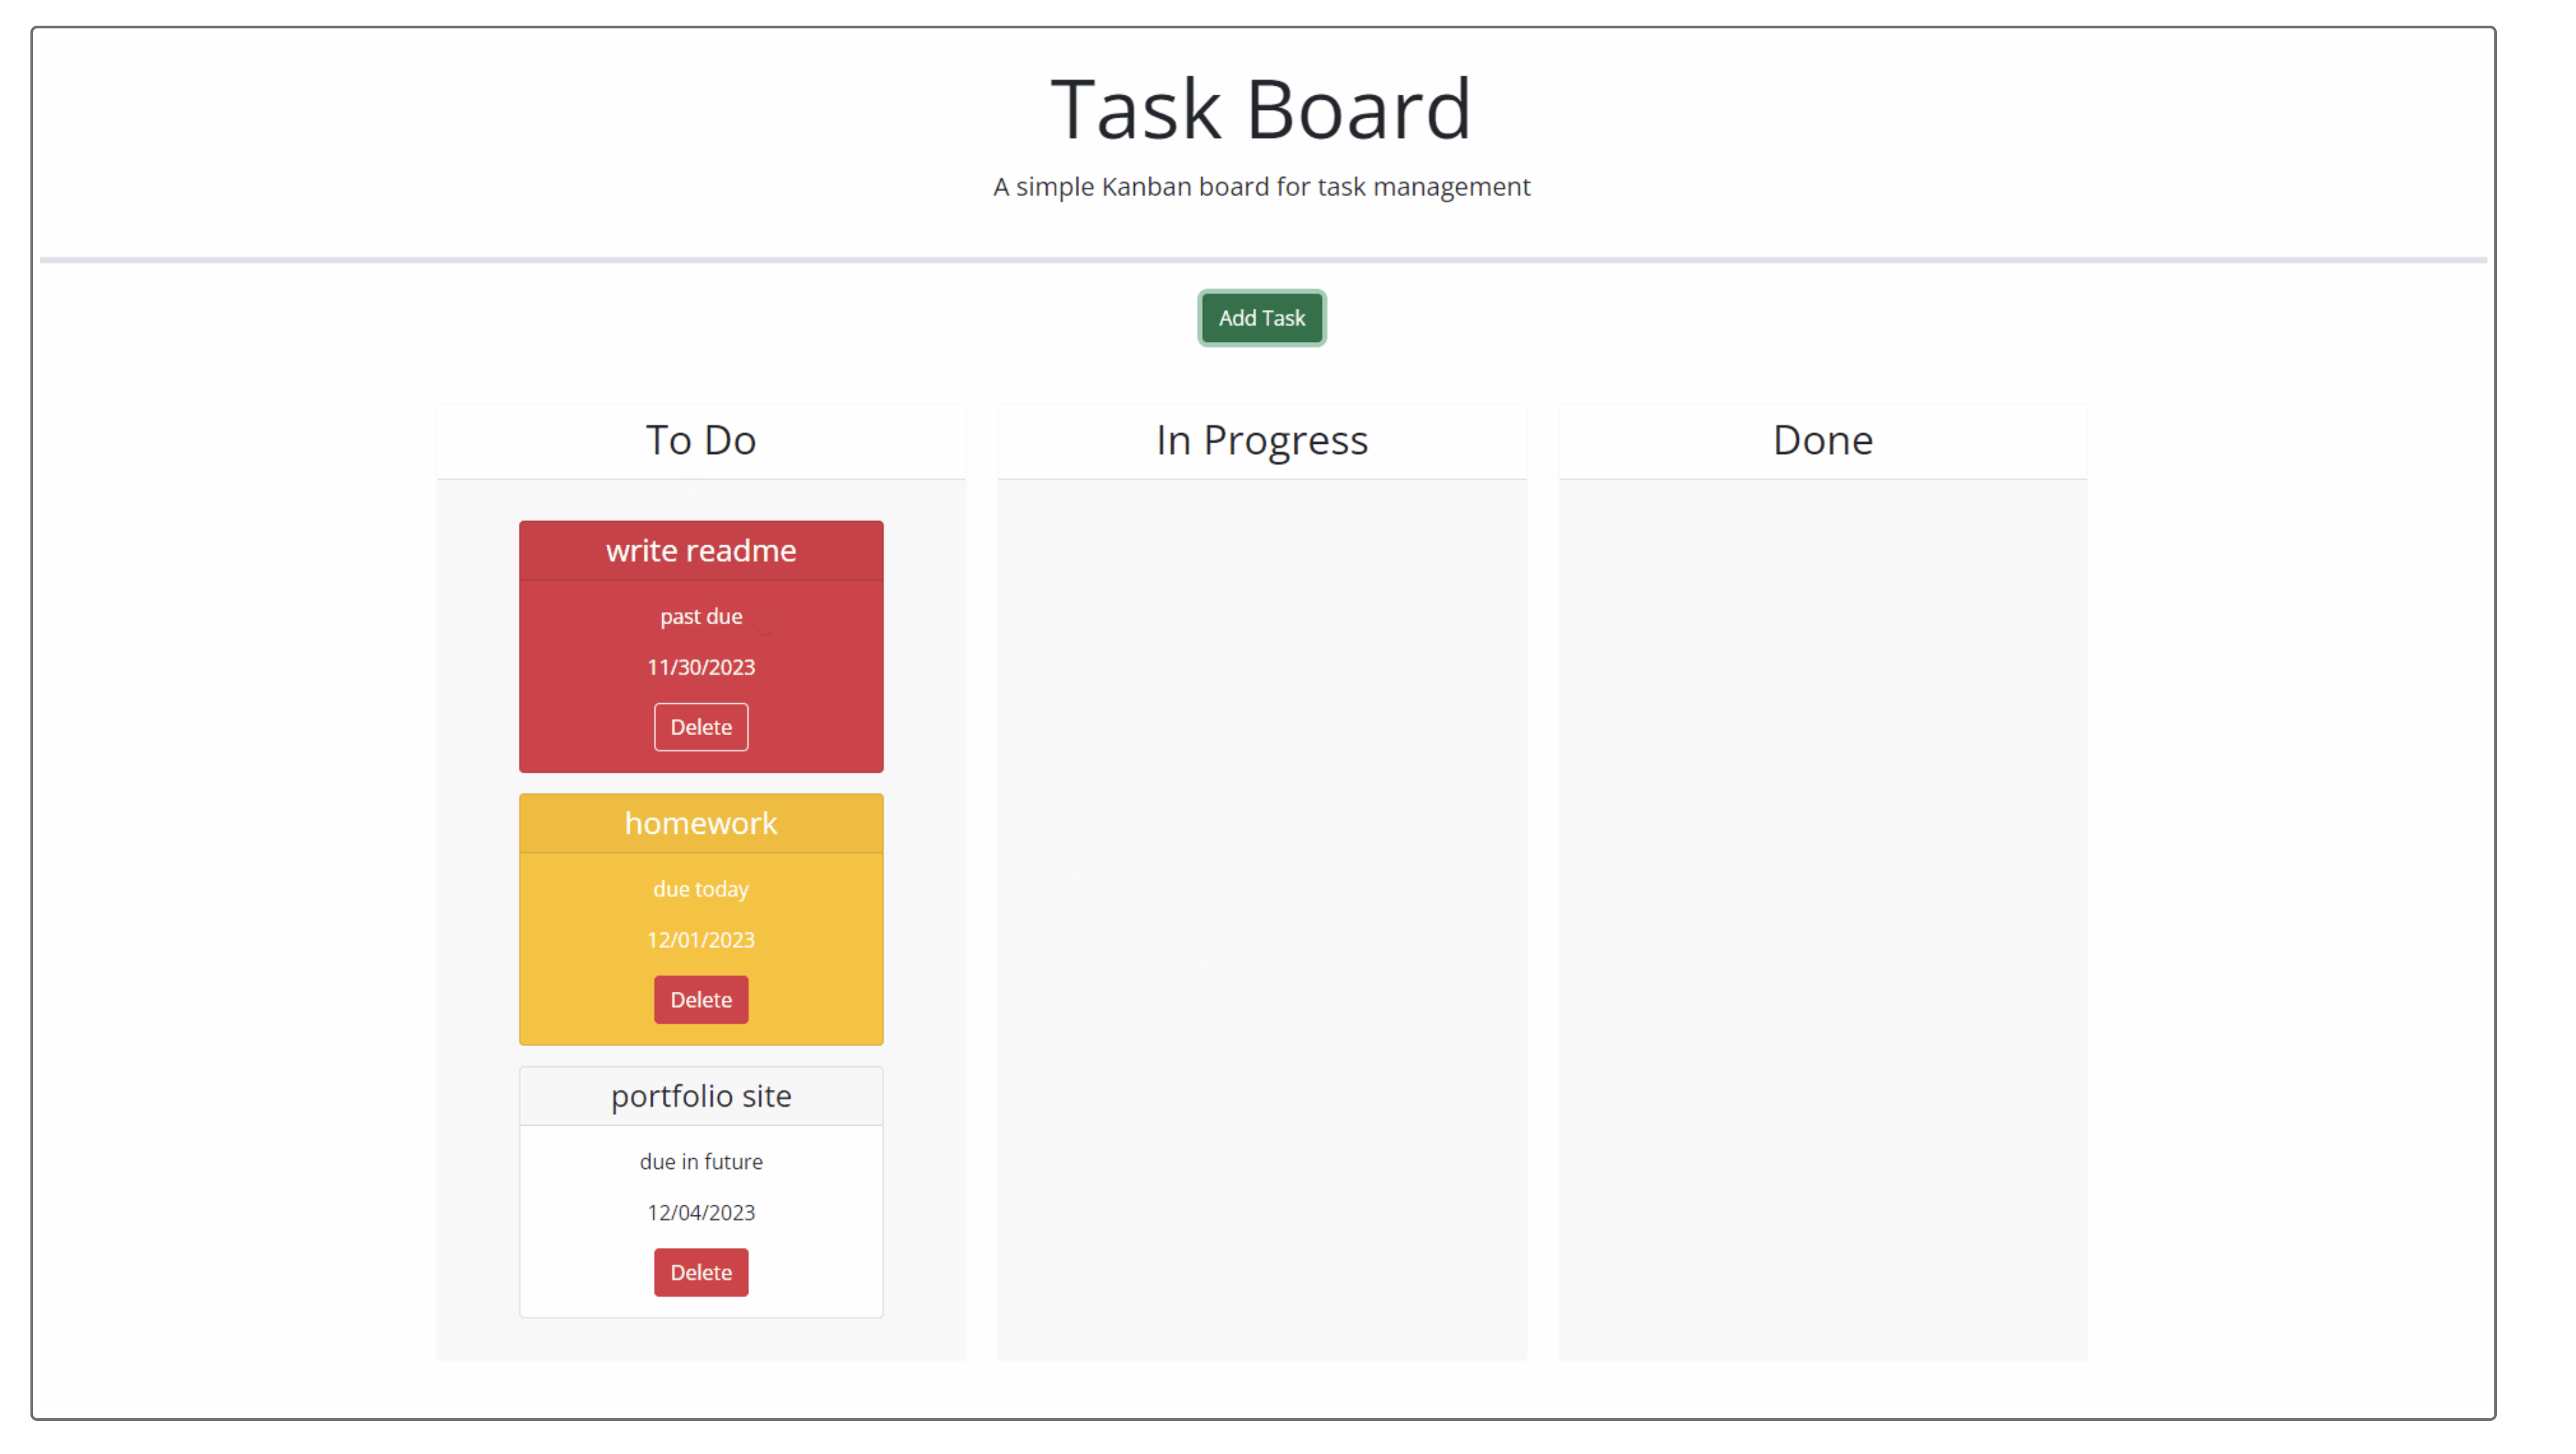 Task Board
A simple Kanban board for task management
Add Task
To Do
write readme
past due
11/30/2023
Delete
homework
due today
12/01/2023
Delete
portfolio site
due in future
12/04/2023
Delete
In Progress
Done